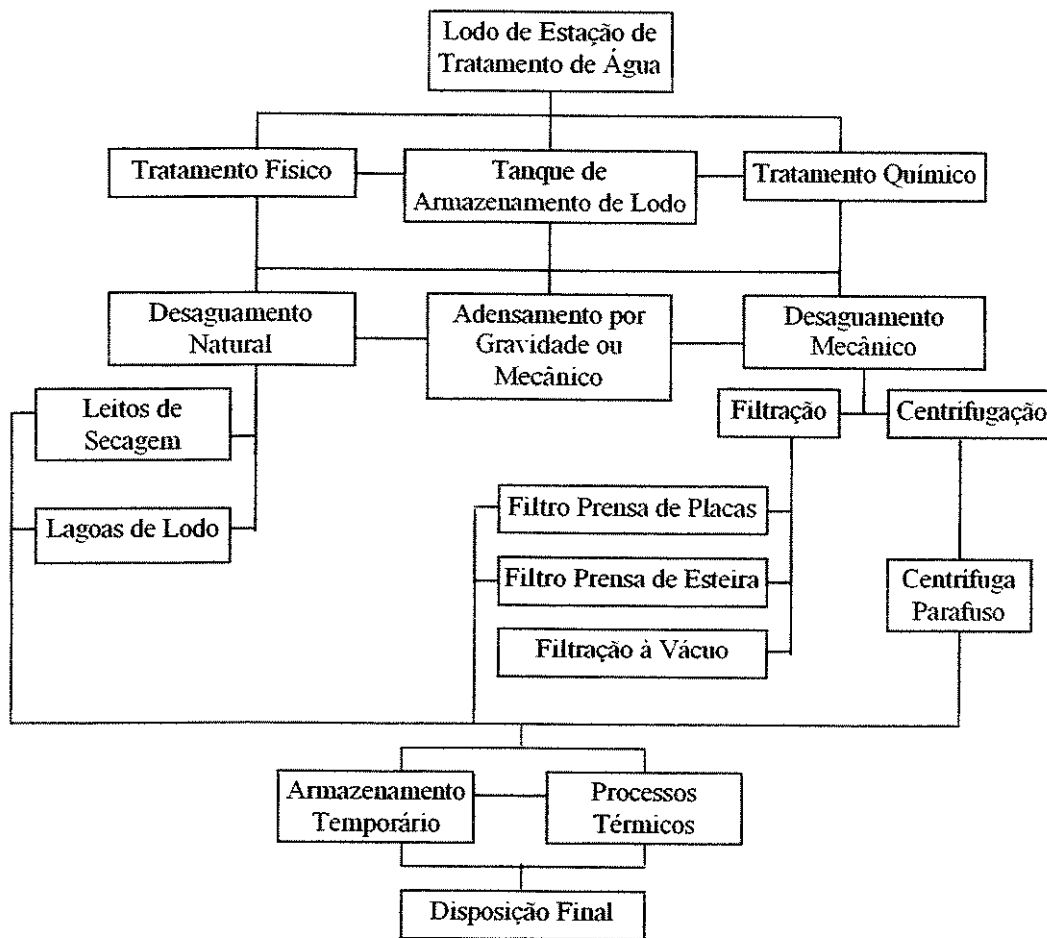 Lodo de Estação de
Tratamento de Água
Tratamento Físico
Tanque de
Armazenamento de Lodo
Tratamento Químico
Desaguamento
Natural
Adensamento por
Gravidade ou
Mecânico
Desaguamento
Mecânico
Leitos de
Secagem
Filtração
Centrifugação
Lagoas de Lodo
Filtro Prensa de Placas
Filtro Prensa de Esteira
Filtração à Vácuo
Centrífuga
Parafuso
Armazenamento
Temporário
Processos
Térmicos
Disposição Final